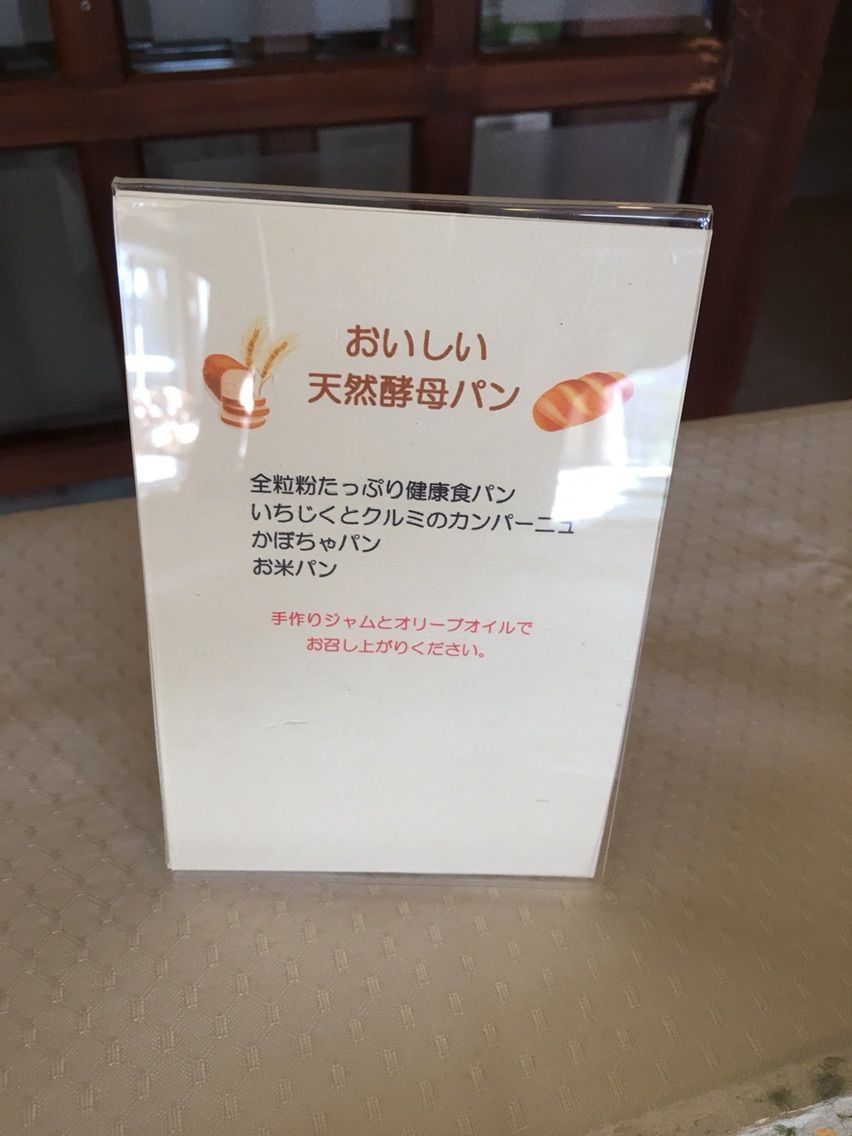 おいしい
天然酵母パン
全粒粉たっぷり健康食パン
いちじくとクルミのカンパーニュ
かぼちゃパン
お米パン
手作りジャムとオリーブオイルで
お召し上がりください。